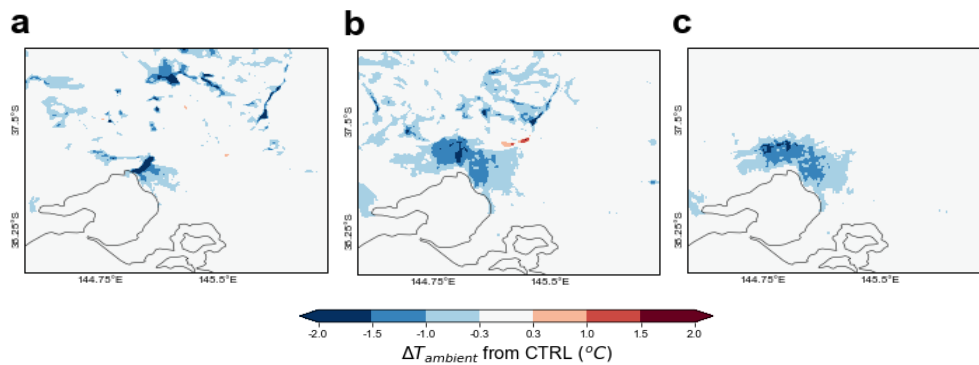 a b c
37.5°S 37.5°S 37.5°S
38.25°S 38.25°S 38.25°S
144.75°E 145.5°E 144.75°E 145.5°E 144.75°E 145.5°E
-2.0 -1.5 -1.0 -0.3 0.3 1.0 1.5 2.0
ΔT_ambient from CTRL (°C)